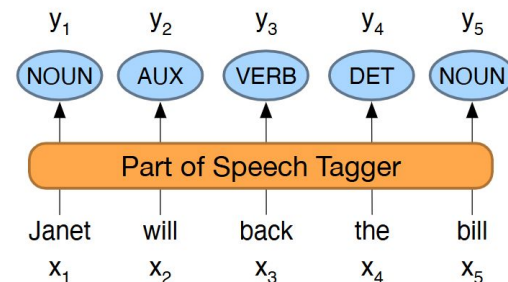 y1 y2 y3 y4 y5
NOUN AUX VERB DET NOUN
Part of Speech Tagger
Janet will back the bill
x1 x2 x3 x4 x5